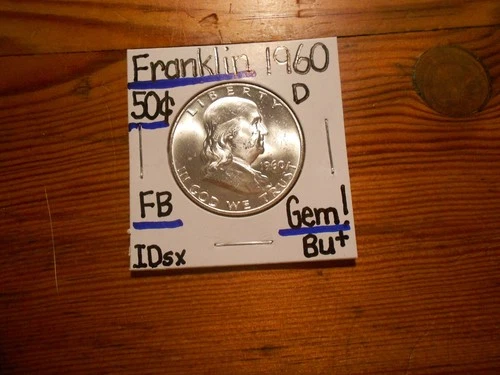 Franklin 1960
50¢ D
LIBERTY
1960
IN GOD WE TRUST
FB
Gem!
IDsx
Bu+